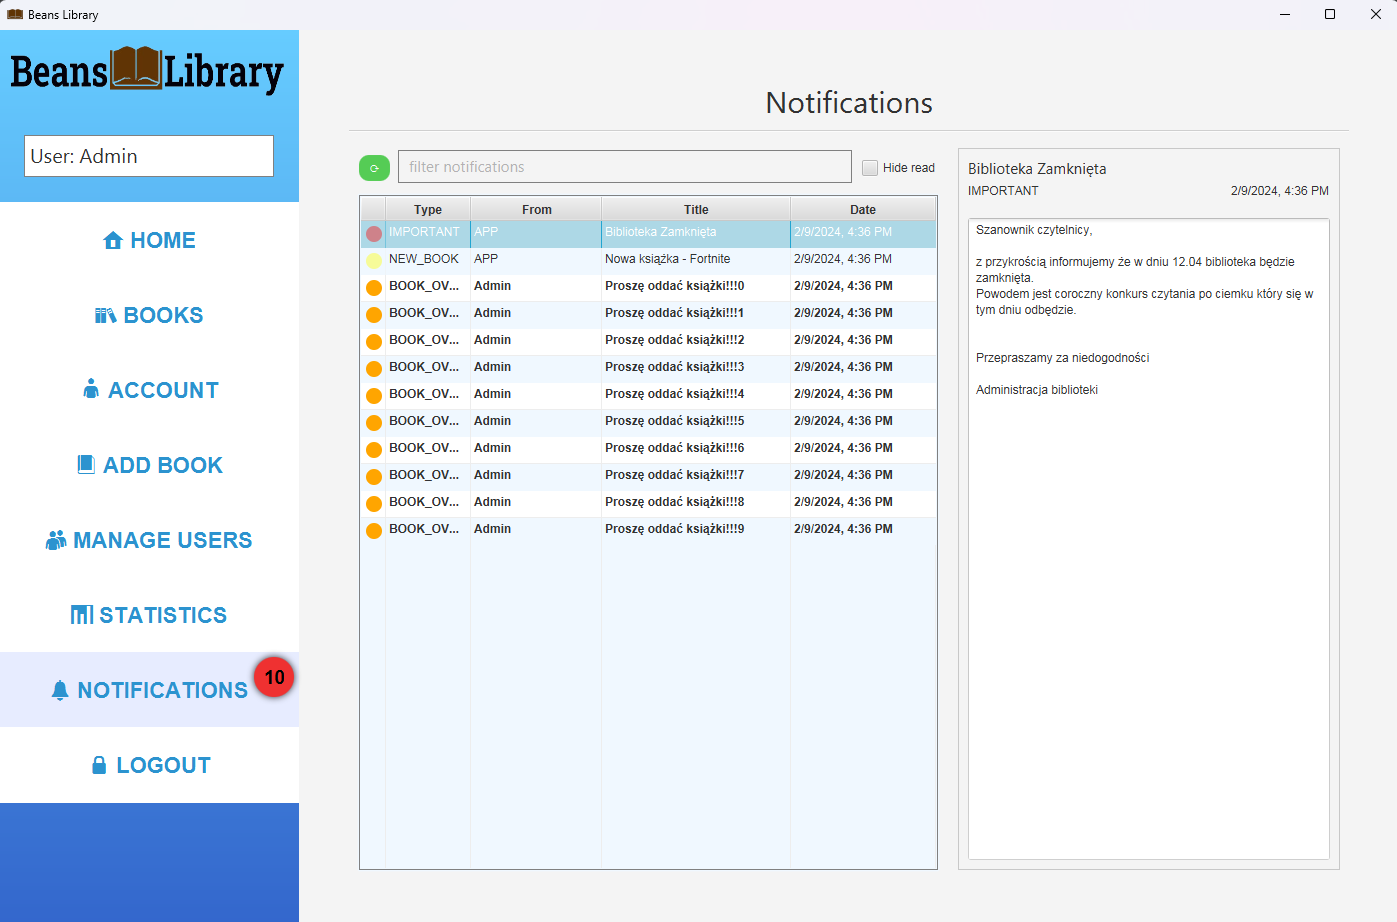 Beans Library
Beans Library
User: Admin
HOME
BOOKS
ACCOUNT
ADD BOOK
MANAGE USERS
STATISTICS
NOTIFICATIONS
10
LOGOUT
Notifications
filter notifications
Hide read
Type From Title Date
IMPORTANT APP Biblioteka Zamknięta 2/9/2024, 4:36 PM
NEW_BOOK APP Nowa książka - Fortnite 2/9/2024, 4:36 PM
BOOK_OV... Admin Proszę oddać książki!!!0 2/9/2024, 4:36 PM
BOOK_OV... Admin Proszę oddać książki!!!1 2/9/2024, 4:36 PM
BOOK_OV... Admin Proszę oddać książki!!!2 2/9/2024, 4:36 PM
BOOK_OV... Admin Proszę oddać książki!!!3 2/9/2024, 4:36 PM
BOOK_OV... Admin Proszę oddać książki!!!4 2/9/2024, 4:36 PM
BOOK_OV... Admin Proszę oddać książki!!!5 2/9/2024, 4:36 PM
BOOK_OV... Admin Proszę oddać książki!!!6 2/9/2024, 4:36 PM
BOOK_OV... Admin Proszę oddać książki!!!7 2/9/2024, 4:36 PM
BOOK_OV... Admin Proszę oddać książki!!!8 2/9/2024, 4:36 PM
BOOK_OV... Admin Proszę oddać książki!!!9 2/9/2024, 4:36 PM
Biblioteka Zamknięta
IMPORTANT 2/9/2024, 4:36 PM
Szanownik czytelnicy,
z przykrością informujemy że w dniu 12.04 biblioteka będzie
zamknięta.
Powodem jest coroczny konkurs czytania po ciemku który się w
tym dniu odbędzie.
Przepraszamy za niedogodności
Administracja biblioteki